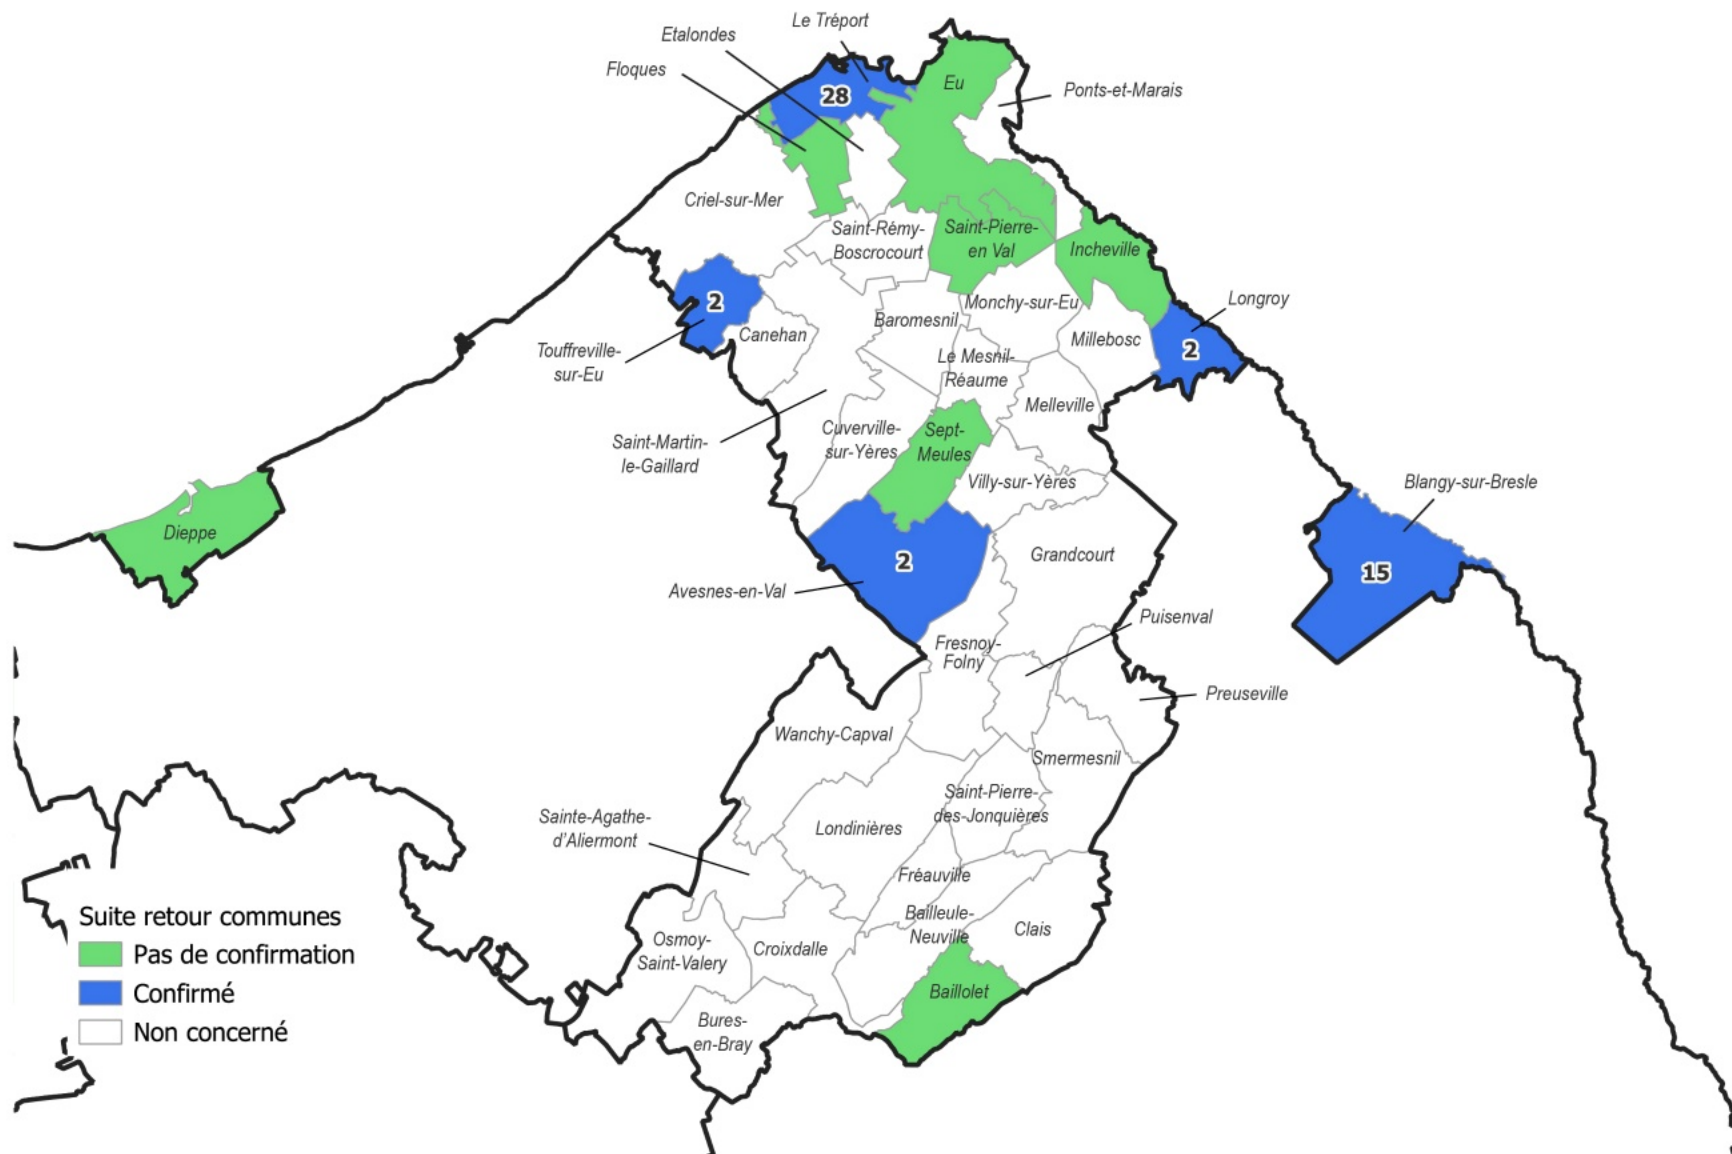 Le Tréport
Etalondes
Floques
28
Eu
Ponts-et-Marais
Criel-sur-Mer
Saint-Rémy-
Boscrocourt
Saint-Pierre-
en Val
Incheville
2
Touffreville-
sur-Eu
Canehan
Baromesnil
Monchy-sur-Eu
Longroy
Millebosc
2
Le Mesnil-
Réaume
Melleville
Saint-Martin-
le-Gaillard
Cuverville-
sur-Yères
Sept-
Meules
Villy-sur-Yères
Blangy-sur-Bresle
15
Dieppe
2
Avesnes-en-Val
Grandcourt
Puisenval
Fresnoy-
Folny
Preuseville
Wanchy-Capval
Smermesnil
Saint-Pierre-
des-Jonquières
Sainte-Agathe-
d'Aliermont
Londinières
Fréauville
Bailleule-
Neuville
Clais
Osmoy-
Saint-Valery
Croixdalle
Baillolet
Bures-
en-Bray
Suite retour communes
Pas de confirmation
Confirmé
Non concerné